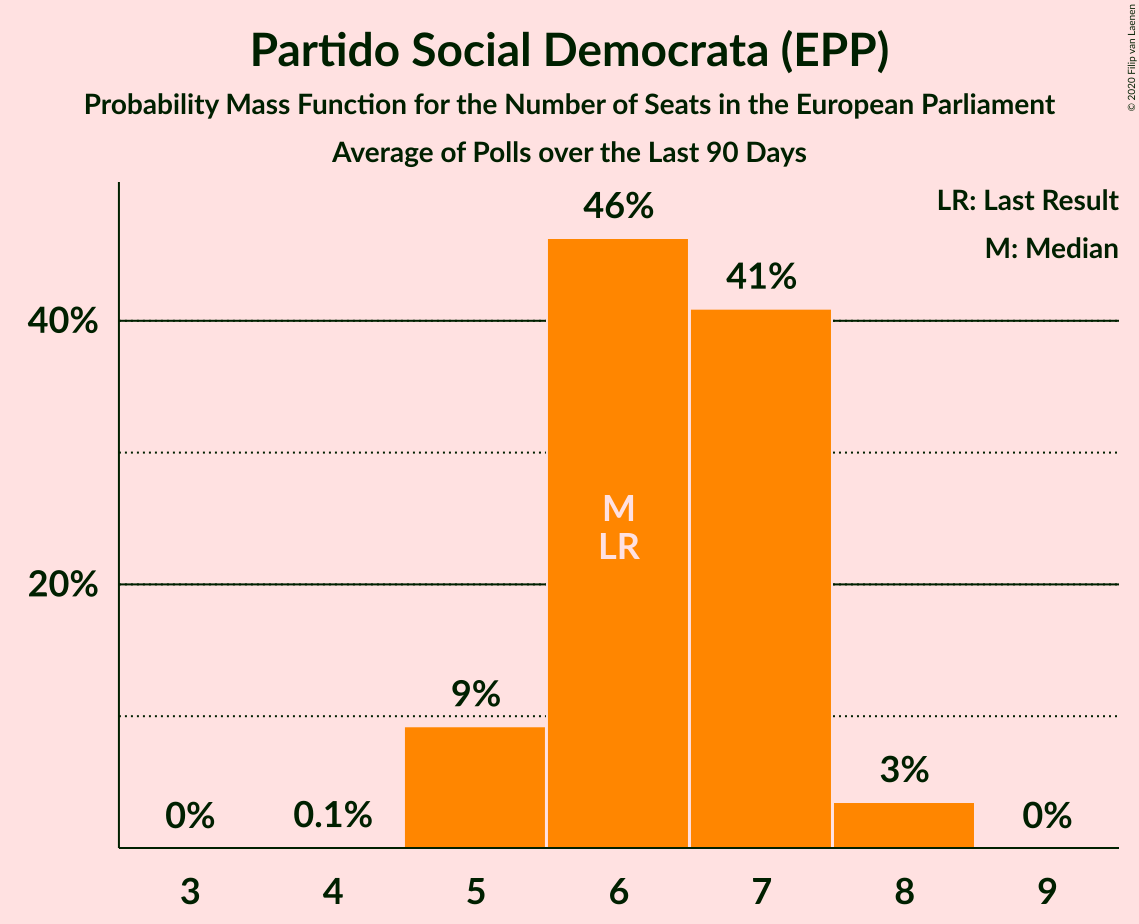 Partido Social Democrata (EPP)
Probability Mass Function for the Number of Seats in the European Parliament
Average of Polls over the Last 90 Days
© 2020 Filip van Laenen
LR: Last Result
M: Median
46%
41%
40%
M
LR
20%
9%
3%
0%
0.1%
0%
3 4 5 6 7 8 9